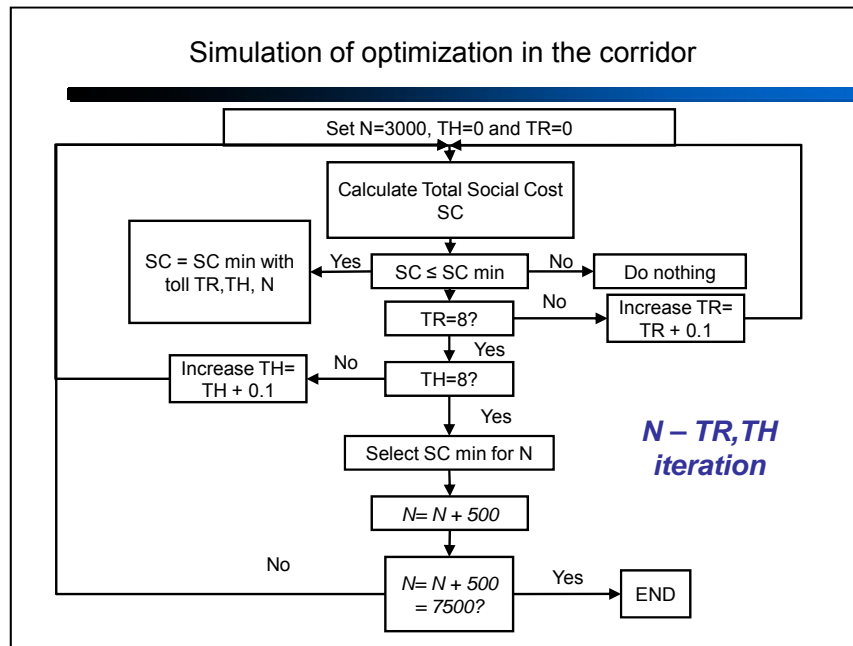 Simulation of optimization in the corridor
Set N=3000, TH=0 and TR=0
Calculate Total Social Cost
SC
SC = SC min with
toll TR,TH, N
Yes
SC ≤ SC min
No
Do nothing
TR=8?
No
Increase TR=
TR + 0.1
Yes
Increase TH=
TH + 0.1
No
TH=8?
Yes
N – TR,TH
iteration
Select SC min for N
N= N + 500
No
N= N + 500
= 7500?
Yes
END